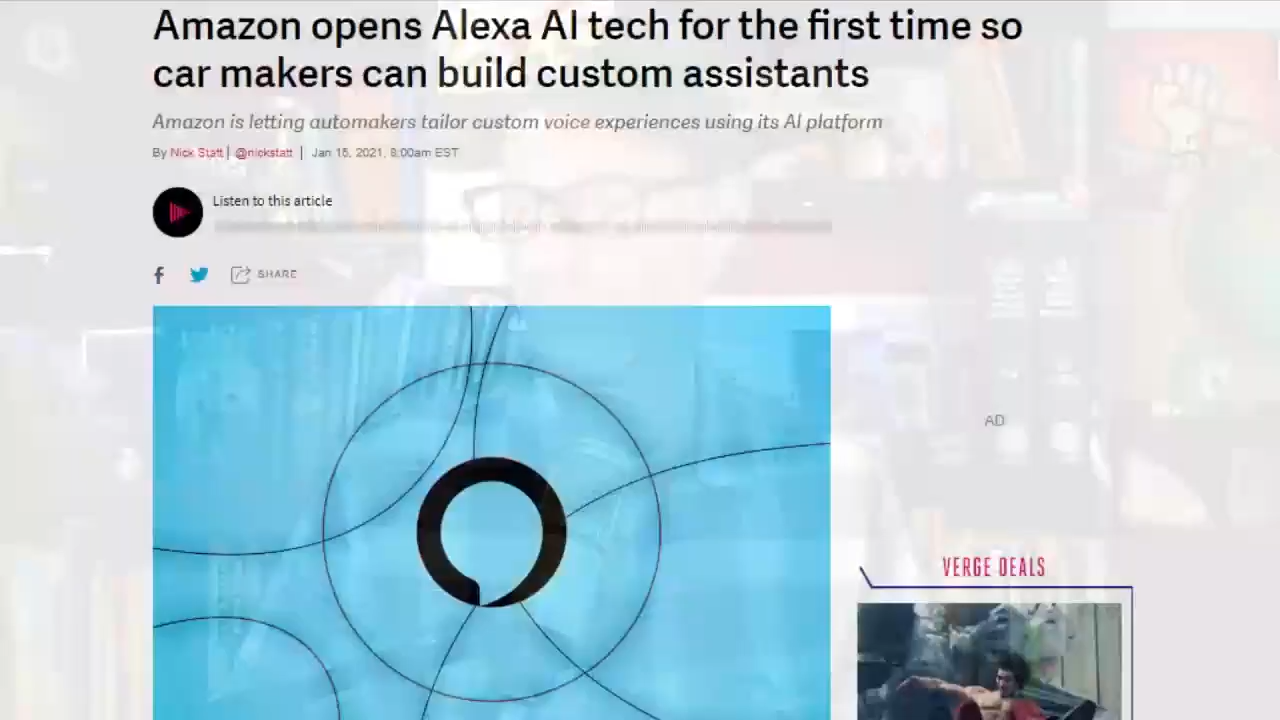 Amazon opens Alexa AI tech for the first time so
car makers can build custom assistants
Amazon is letting automakers tailor custom voice experiences using its AI platform
By Nick Statt | @nickstatt | Jan 15, 2021, 8:00am EST
Listen to this article
SHARE
AD
VERGE DEALS